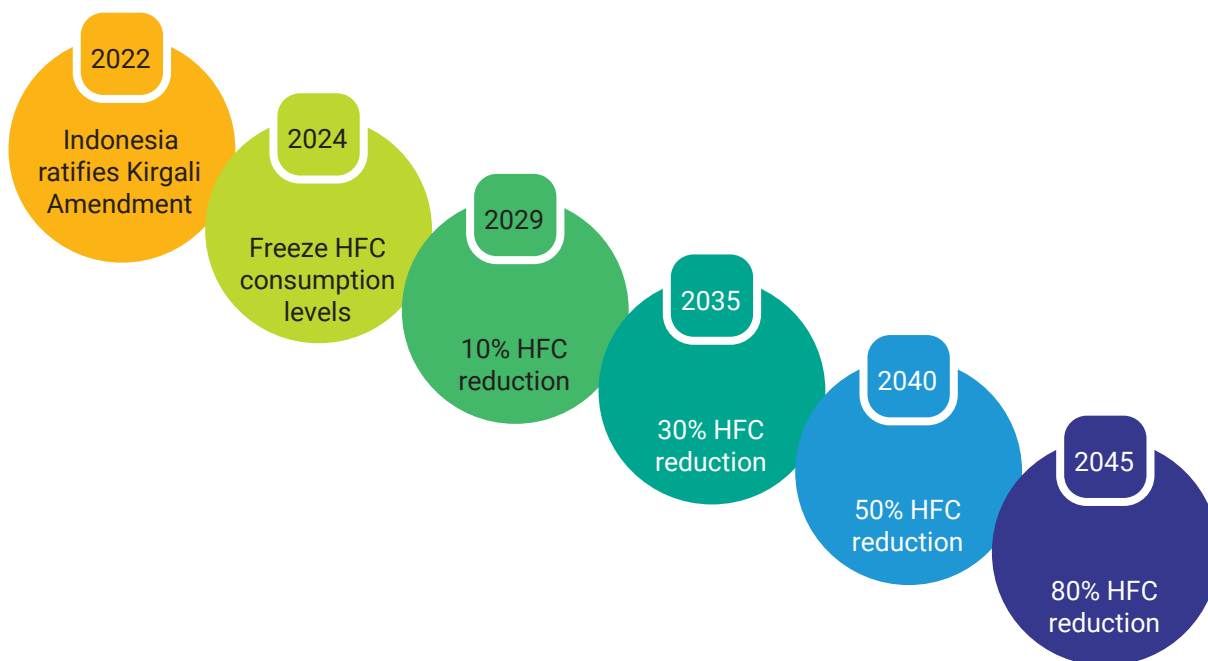 2022
Indonesia
ratifies Kirgali
Amendment
2024
Freeze HFC
consumption
levels
2029
10% HFC
reduction
2035
30% HFC
reduction
2040
50% HFC
reduction
2045
80% HFC
reduction